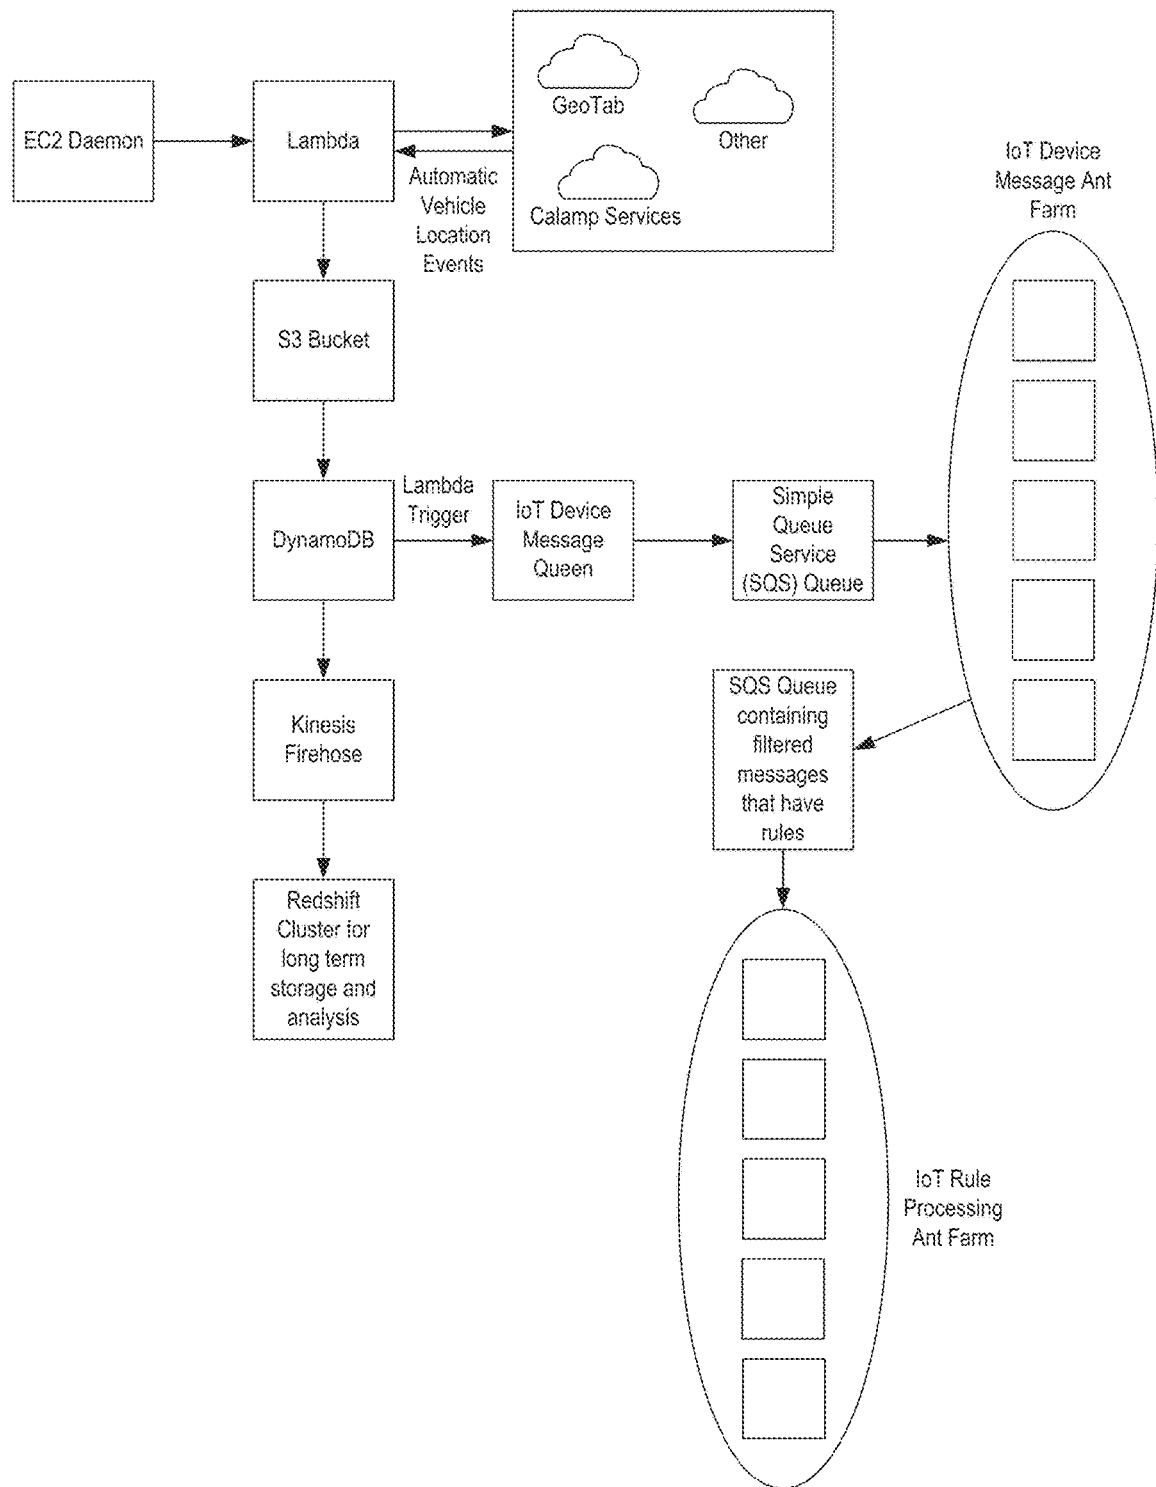 GeoTab
Other
Calamp Services
EC2 Daemon
Lambda
Automatic
Vehicle
Location
Events
IoT Device
Message Ant
Farm
S3 Bucket
DynamoDB
Lambda
Trigger
IoT Device
Message
Queen
Simple
Queue
Service
(SQS) Queue
SQS Queue
containing
filtered
messages
that have
rules
Kinesis
Firehose
Redshift
Cluster for
long term
storage and
analysis
IoT Rule
Processing
Ant Farm